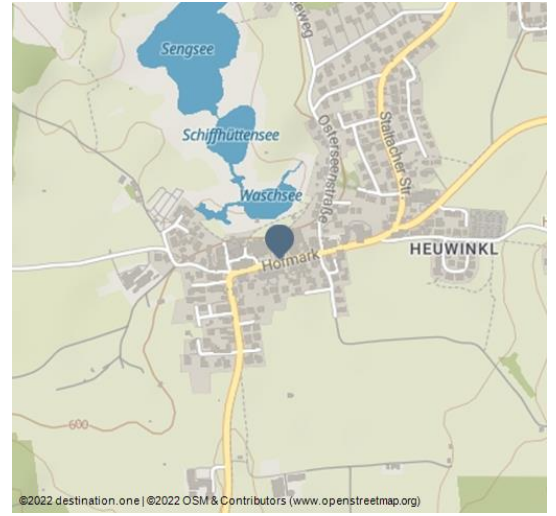 Sengsee
Schiffhüttensee
Waschsee
Osterseenstraße
Staltacher Str.
Hofmark
HEUWINKL
600
©2022 destination.one | ©2022 OSM & Contributors (www.openstreetmap.org)